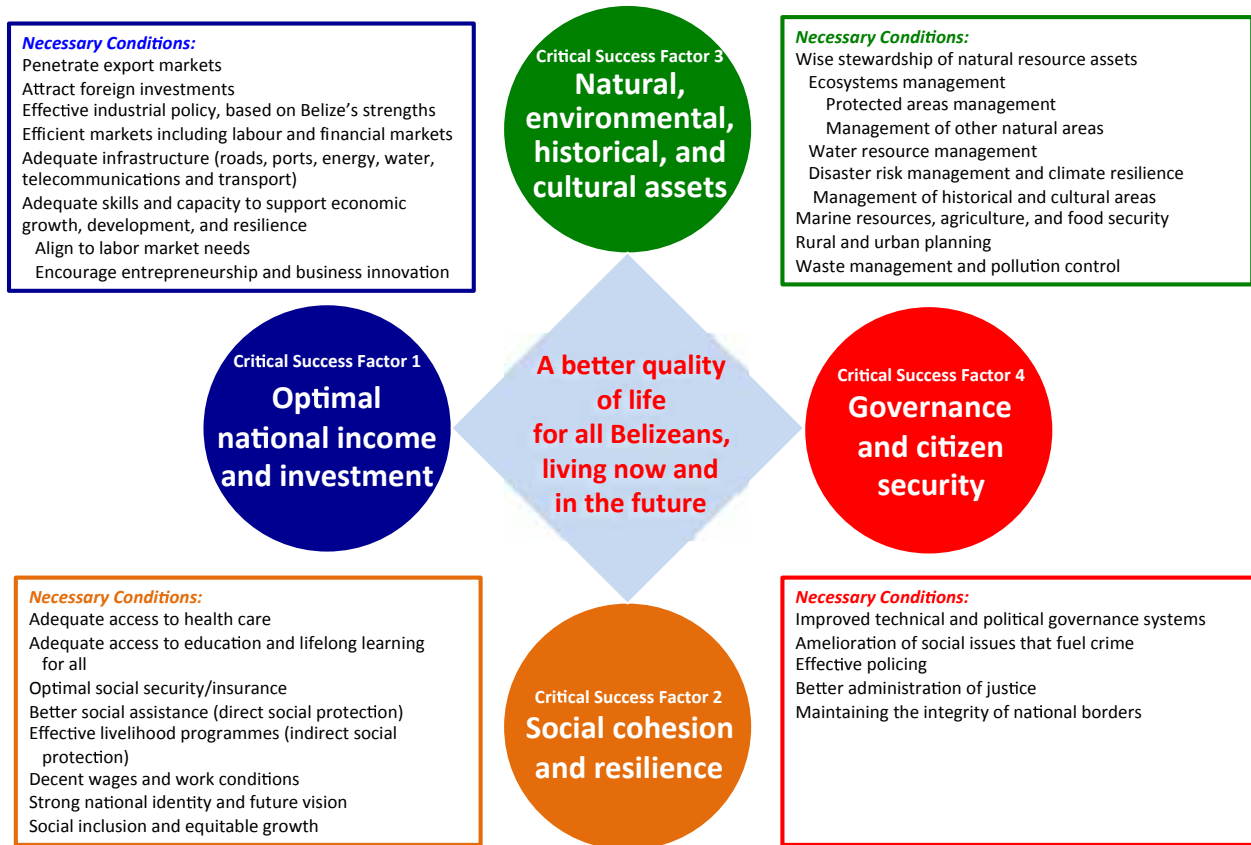 Necessary Conditions:
Penetrate export markets
Attract foreign investments
Effective industrial policy, based on Belize's strengths
Efficient markets including labour and financial markets
Adequate infrastructure (roads, ports, energy, water,
telecommunications and transport)
Adequate skills and capacity to support economic
growth, development, and resilience
Align to labor market needs
Encourage entrepreneurship and business innovation
Critical Success Factor 3
Natural,
environmental,
historical, and
cultural assets
Necessary Conditions:
Wise stewardship of natural resource assets
Ecosystems management
Protected areas management
Management of other natural areas
Water resource management
Disaster risk management and climate resilience
Management of historical and cultural areas
Marine resources, agriculture, and food security
Rural and urban planning
Waste management and pollution control
Critical Success Factor 1
Optimal
national income
and investment
A better quality
of life
for all Belizeans,
living now and
in the future
Critical Success Factor 4
Governance
and citizen
security
Necessary Conditions:
Adequate access to health care
Adequate access to education and lifelong learning
for all
Optimal social security/insurance
Better social assistance (direct social protection)
Effective livelihood programmes (indirect social
protection)
Decent wages and work conditions
Strong national identity and future vision
Social inclusion and equitable growth
Critical Success Factor 2
Social cohesion
and resilience
Necessary Conditions:
Improved technical and political governance systems
Amelioration of social issues that fuel crime
Effective policing
Better administration of justice
Maintaining the integrity of national borders